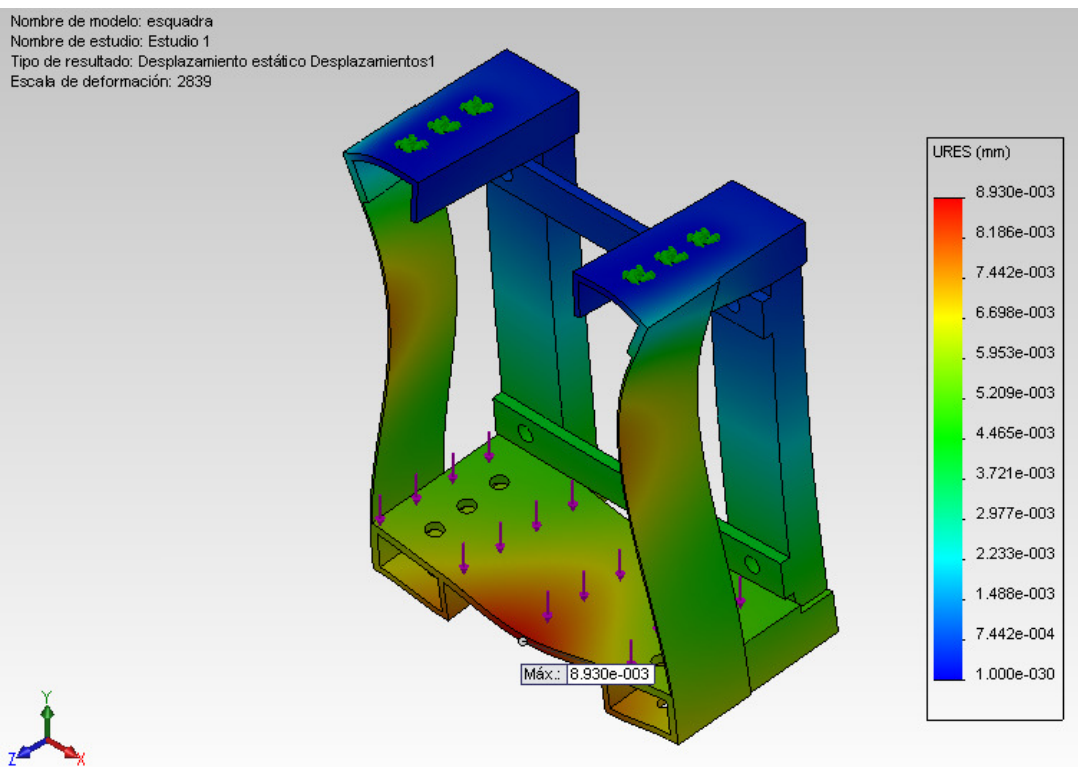 Nombre de modelo: esquadra
Nombre de estudio: Estudio 1
Tipo de resultado: Desplazamiento estático Desplazamientos1
Escala de deformación: 2839
URES (mm)
8.930e-003
8.186e-003
7.442e-003
6.698e-003
5.953e-003
5.209e-003
4.465e-003
3.721e-003
2.977e-003
2.233e-003
1.488e-003
7.442e-004
1.000e-030
Máx.: 8.930e-003
Y
Z X